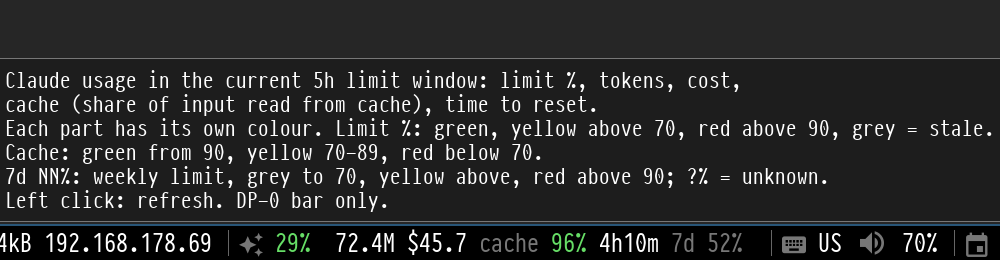 Claude usage in the current 5h limit window: limit %, tokens, cost,
cache (share of input read from cache), time to reset.
Each part has its own colour. Limit %: green, yellow above 70, red above 90, grey = stale.
Cache: green from 90, yellow 70–89, red below 70.
7d NN%: weekly limit, grey to 70, yellow above, red above 90; ?% = unknown.
Left click: refresh. DP–0 bar only.
4kB 192.168.178.69 29% 72.4M $45.7 cache 96% 4h10m 7d 52% US 70%